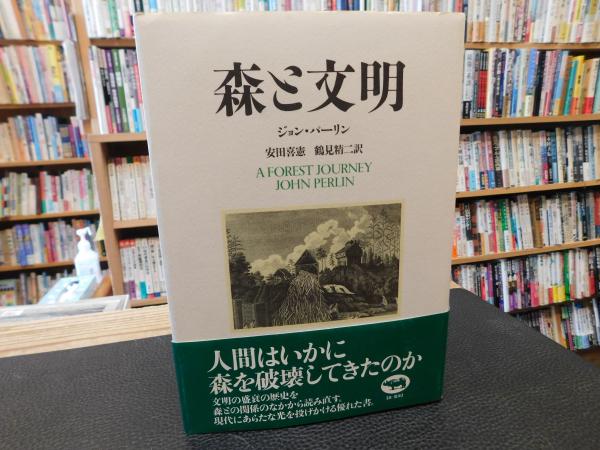 森と文明
ジョン・パーリン
安田喜憲 鶴見精二訳
A FOREST JOURNEY
JOHN PERLIN
人間はいかに
森を破壊してきたのか
文明の盛衰の歴史を
森との関係のなかから読み直す。
現代にあらたな光を投げかける優れた書。